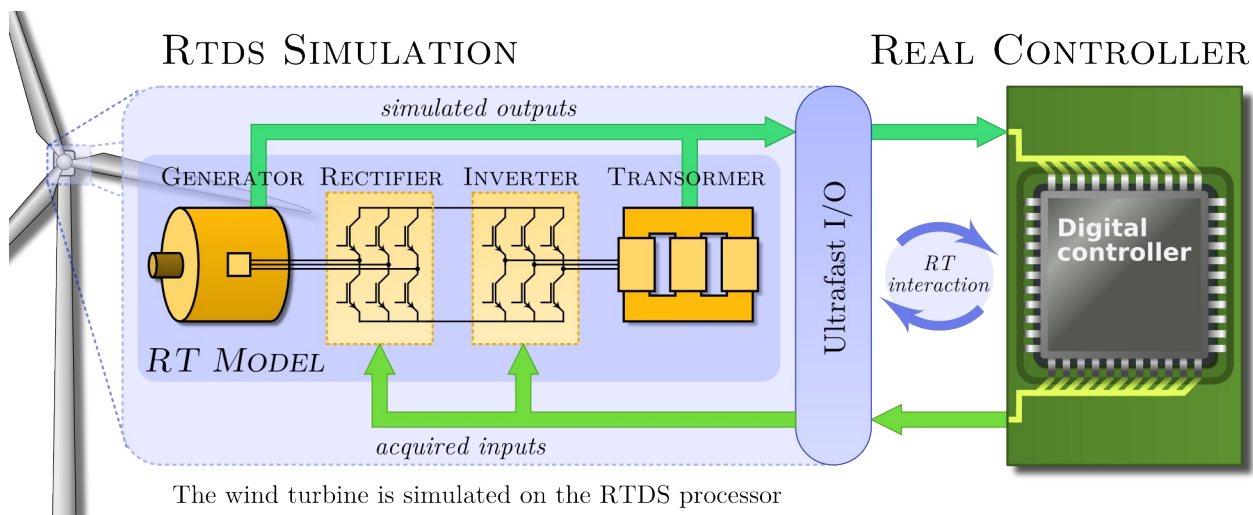 RTDS SIMULATION
REAL CONTROLLER
simulated outputs
GENERATOR
RECTIFIER
INVERTER
TRANSORMER
Ultrafast I/O
Digital
controller
RT
interaction
RT MODEL
acquired inputs
The wind turbine is simulated on the RTDS processor